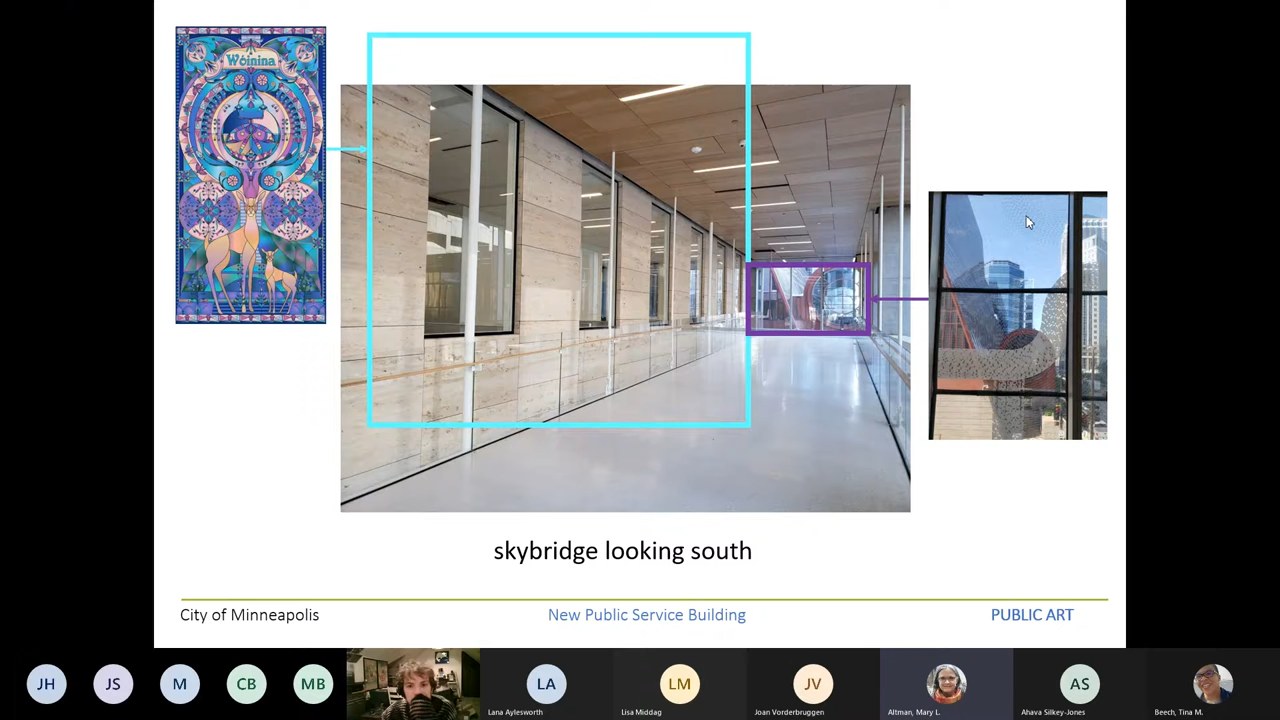 Wóinina
skybridge looking south
City of Minneapolis
New Public Service Building
PUBLIC ART
JH
JS
M
CB
MB
LA
LM
JV
AS
Lana Aylesworth
Lisa Middag
Joan Vorderbruggen
Altman, Mary L.
Ahava Silkey-Jones
Beech, Tina M.